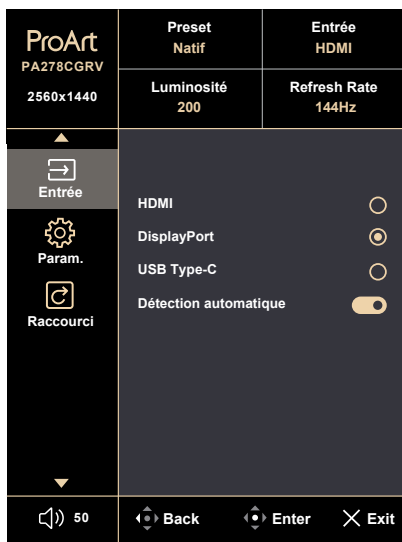 ProArt
PA278CGRV
2560x1440
Preset
Natif
Entrée
HDMI
Luminosité
200
Refresh Rate
144Hz
Entrée
Param.
Raccourci
HDMI
DisplayPort
USB Type-C
Détection automatique
50
Back
Enter
Exit